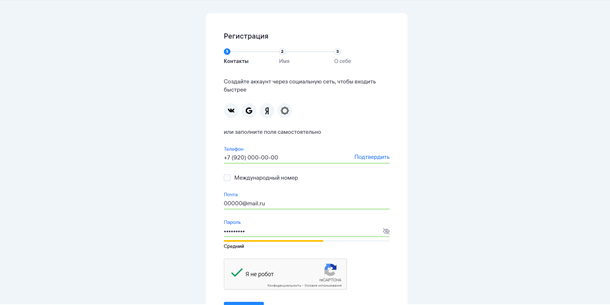 Регистрация
1 2 3
Контакты Имя О себе
Создайте аккаунт через социальную сеть, чтобы входить
быстрее
G Я
или заполните поля самостоятельно
Телефон
+7 (920) 000-00-00 Подтвердить
Международный номер
Почта
00000@mail.ru
Пароль
•••••••••
Средний
Я не робот
reCAPTCHA
Конфиденциальность - Условия использования